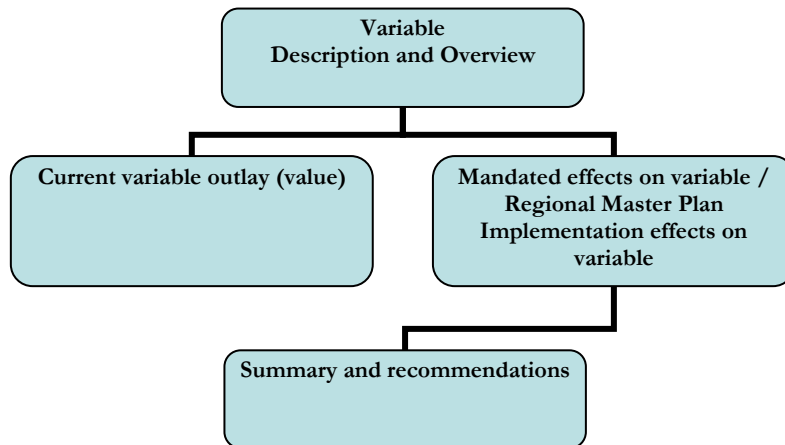 Variable
Description and Overview
Current variable outlay (value)
Mandated effects on variable /
Regional Master Plan
Implementation effects on
variable
Summary and recommendations